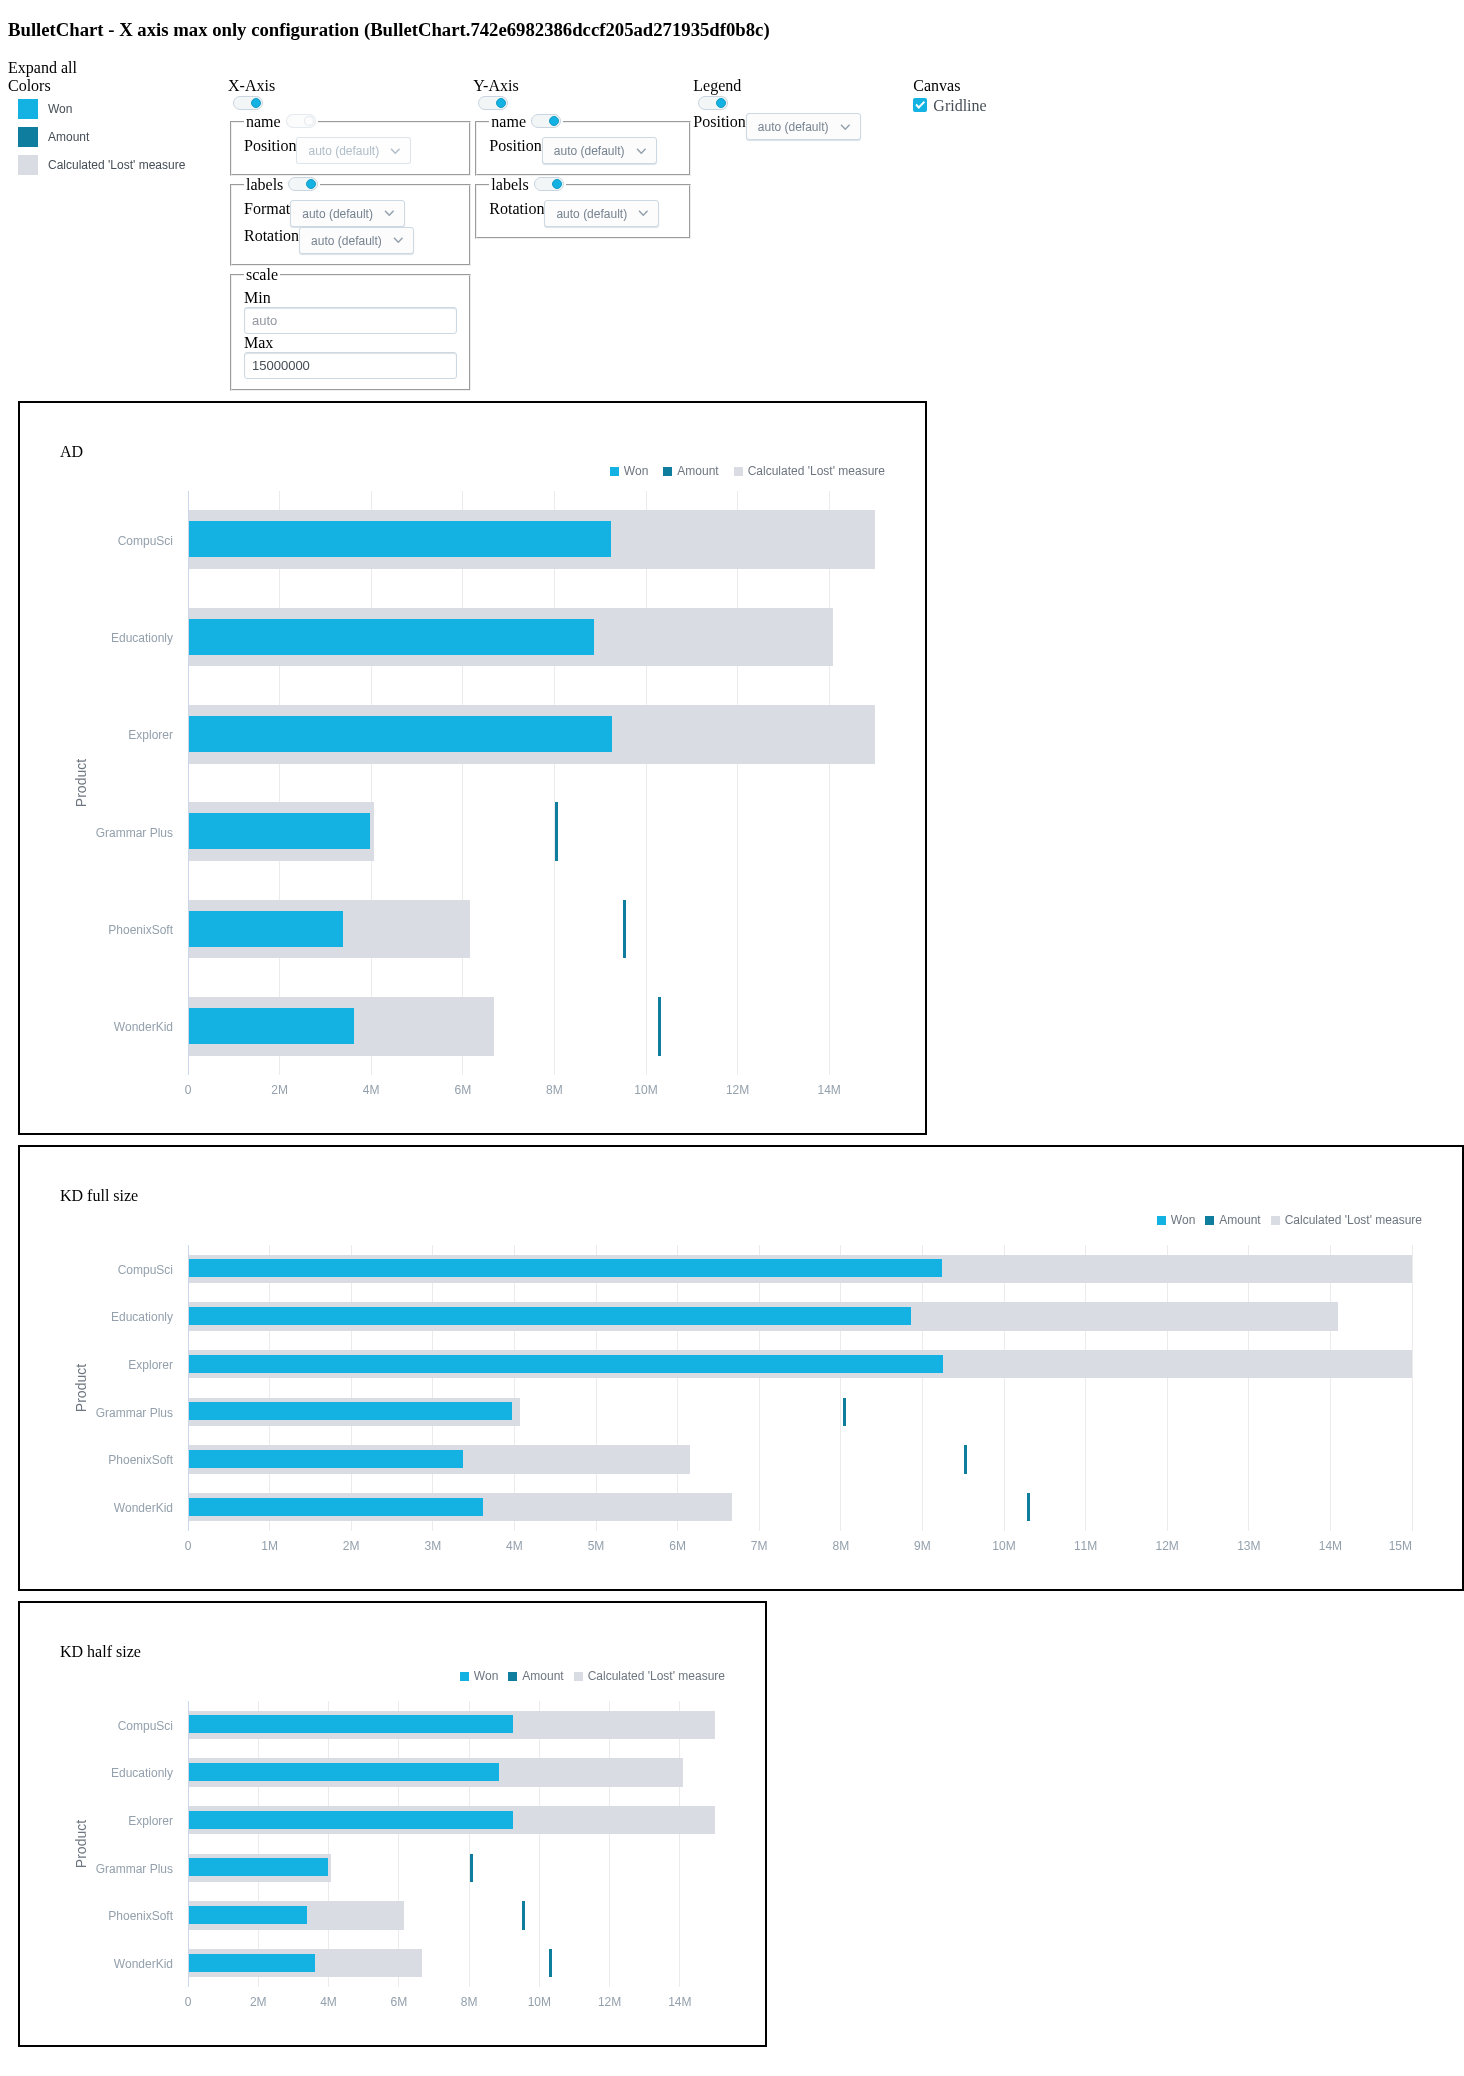 BulletChart - X axis max only configuration (BulletChart.742e6982386dccf205ad271935df0b8c)
Expand all
Colors
Won
Amount
Calculated 'Lost' measure
X-Axis
name
Position auto (default)
labels
Format auto (default)
Rotation auto (default)
scale
Min
auto
Max
15000000
Y-Axis
name
Position auto (default)
labels
Rotation auto (default)
Legend
Position auto (default)
Canvas
Gridline
AD
Won Amount Calculated 'Lost' measure
Product
CompuSci
Educationly
Explorer
Grammar Plus
PhoenixSoft
WonderKid
0 2M 4M 6M 8M 10M 12M 14M
KD full size
Won Amount Calculated 'Lost' measure
Product
CompuSci
Educationly
Explorer
Grammar Plus
PhoenixSoft
WonderKid
0 1M 2M 3M 4M 5M 6M 7M 8M 9M 10M 11M 12M 13M 14M 15M
KD half size
Won Amount Calculated 'Lost' measure
Product
CompuSci
Educationly
Explorer
Grammar Plus
PhoenixSoft
WonderKid
0 2M 4M 6M 8M 10M 12M 14M